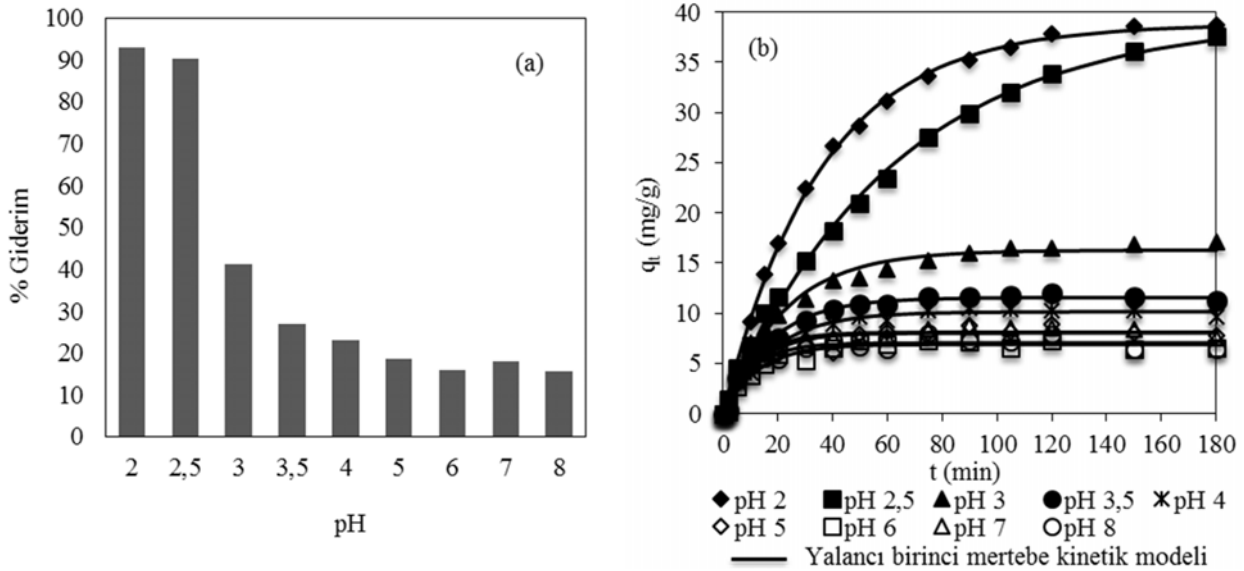 (a)
% Giderim
100
90
80
70
60
50
40
30
20
10
0
2 2,5 3 3,5 4 5 6 7 8
pH
(b)
qt (mg/g)
40
35
30
25
20
15
10
5
0
0 20 40 60 80 100 120 140 160 180
t (min)
pH 2 pH 2,5 pH 3 pH 3,5 pH 4
pH 5 pH 6 pH 7 pH 8
Yalancı birinci mertebe kinetik modeli